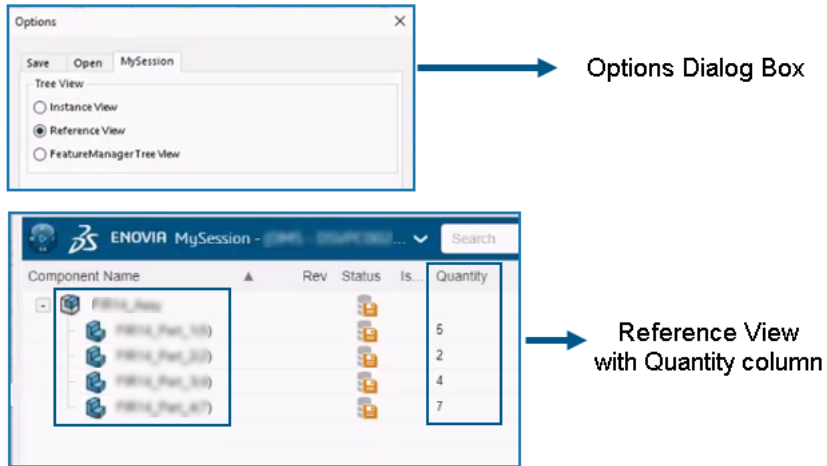 Options
Save Open MySession
Tree View
Instance View
Reference View
FeatureManager Tree View
Options Dialog Box
ENOVIA MySession -
... Search
Component Name Rev Status Is... Quantity
5
2
4
7
Reference View
with Quantity column